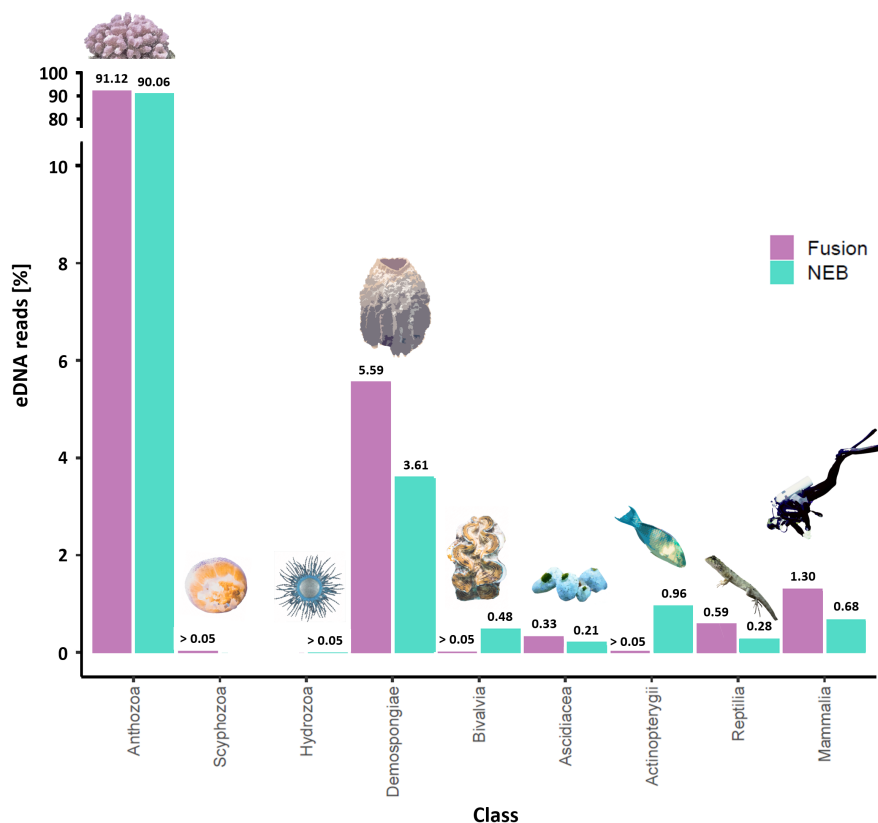 100
90
80
10
8
6
4
2
0
eDNA reads [%]
91.12
90.06
> 0.05
> 0.05
5.59
3.61
> 0.05
0.48
0.33
0.21
>0.05
0.96
0.59
0.28
1.30
0.68
Fusion
NEB
Anthozoa
Scyphozoa
Hydrozoa
Demospongiae
Bivalvia
Ascidiacea
Actinopterygii
Reptilia
Mammalia
Class